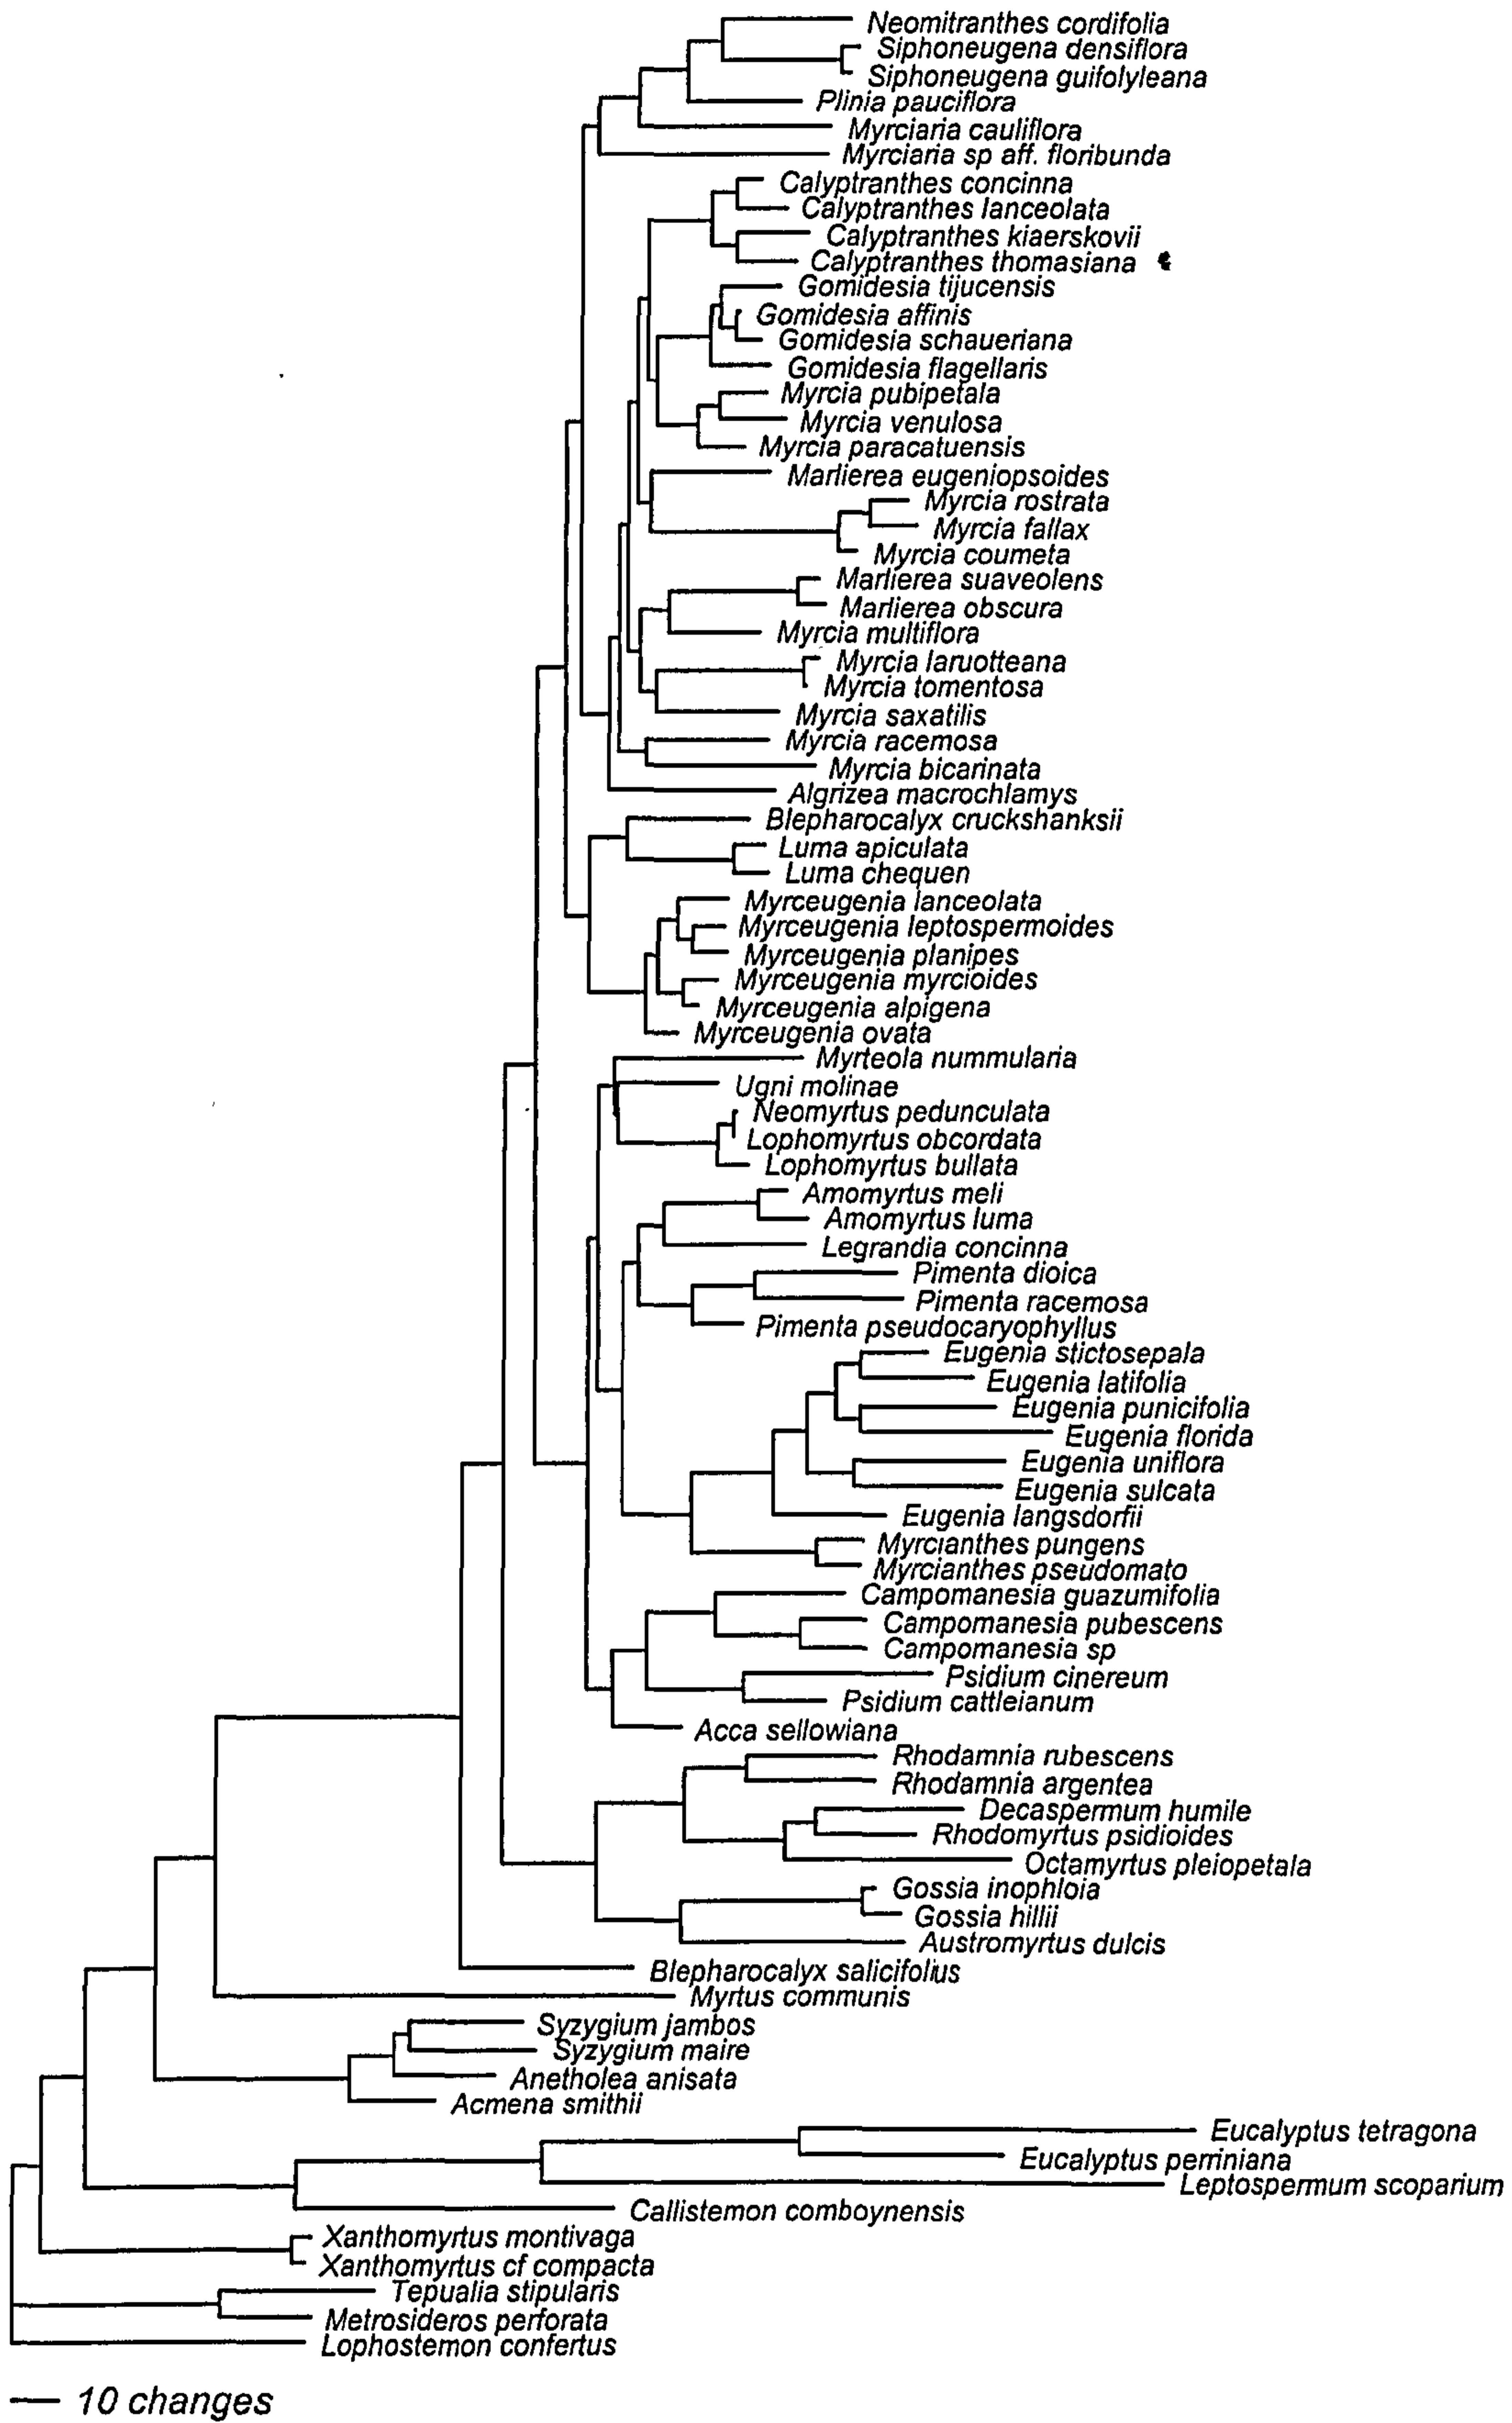 Neomitranthes cordifolia
Siphoneugena densiflora
Siphoneugena guifolyleana
Plinia pauciflora
Myrciaria cauliflora
Myrciaria sp aff. floribunda
Calyptranthes concinna
Calyptranthes lanceolata
Calyptranthes kiaerskovii
Calyptranthes thomasiana
Gomidesia tijucensis
Gomidesia affinis
Gomidesia schaueriana
Gomidesia flagellaris
Myrcia pubipetala
Myrcia venulosa
Myrcia paracatuensis
Marlierea eugeniopsoides
Myrcia rostrata
Myrcia fallax
Myrcia coumeta
Marlierea suaveolens
Marlierea obscura
Myrcia multiflora
Myrcia laruotteana
Myrcia tomentosa
Myrcia saxatilis
Myrcia racemosa
Myrcia bicarinata
Algrizea macrochlamys
Blepharocalyx cruckshanksii
Luma apiculata
Luma chequen
Myrceugenia lanceolata
Myrceugenia leptospermoides
Myrceugenia planipes
Myrceugenia myrcioides
Myrceugenia alpigena
Myrceugenia ovata
Myrteola nummularia
Ugni molinae
Neomyrtus pedunculata
Lophomyrtus obcordata
Lophomyrtus bullata
Amomyrtus meli
Amomyrtus luma
Legrandia concinna
Pimenta dioica
Pimenta racemosa
Pimenta pseudocaryophyllus
Eugenia stictosepala
Eugenia latifolia
Eugenia punicifolia
Eugenia florida
Eugenia uniflora
Eugenia sulcata
Eugenia langsdorfii
Myrcianthes pungens
Myrcianthes pseudomato
Campomanesia guazumifolia
Campomanesia pubescens
Campomanesia sp
Psidium cinereum
Psidium cattleianum
Acca sellowiana
Rhodamnia rubescens
Rhodamnia argentea
Decaspermum humile
Rhodomyrtus psidioides
Octamyrtus pleiopetala
Gossia inophloia
Gossia hillii
Austromyrtus dulcis
Blepharocalyx salicifolius
Myrtus communis
Syzygium jambos
Syzygium maire
Anetholea anisata
Acmena smithii
Eucalyptus tetragona
Eucalyptus perriniana
Leptospermum scoparium
Callistemon comboynensis
Xanthomyrtus montivaga
Xanthomyrtus cf compacta
Tepualia stipularis
Metrosideros perforata
Lophostemon confertus
10 changes